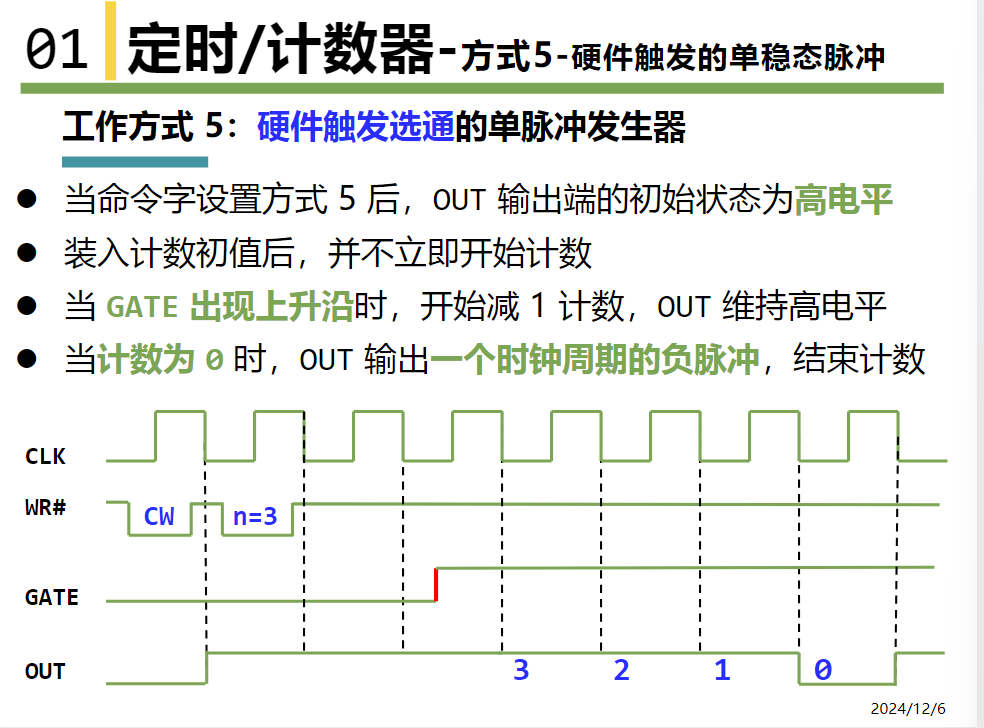 01 定时/计数器-方式5-硬件触发的单稳态脉冲
工作方式 5：硬件触发选通的单脉冲发生器
● 当命令字设置方式 5 后，OUT 输出端的初始状态为高电平
● 装入计数初值后，并不立即开始计数
● 当 GATE 出现上升沿时，开始减 1 计数，OUT 维持高电平
● 当计数为 0 时，OUT 输出一个时钟周期的负脉冲，结束计数
CLK
WR# CW n=3
GATE
OUT 3 2 1 0
2024/12/6